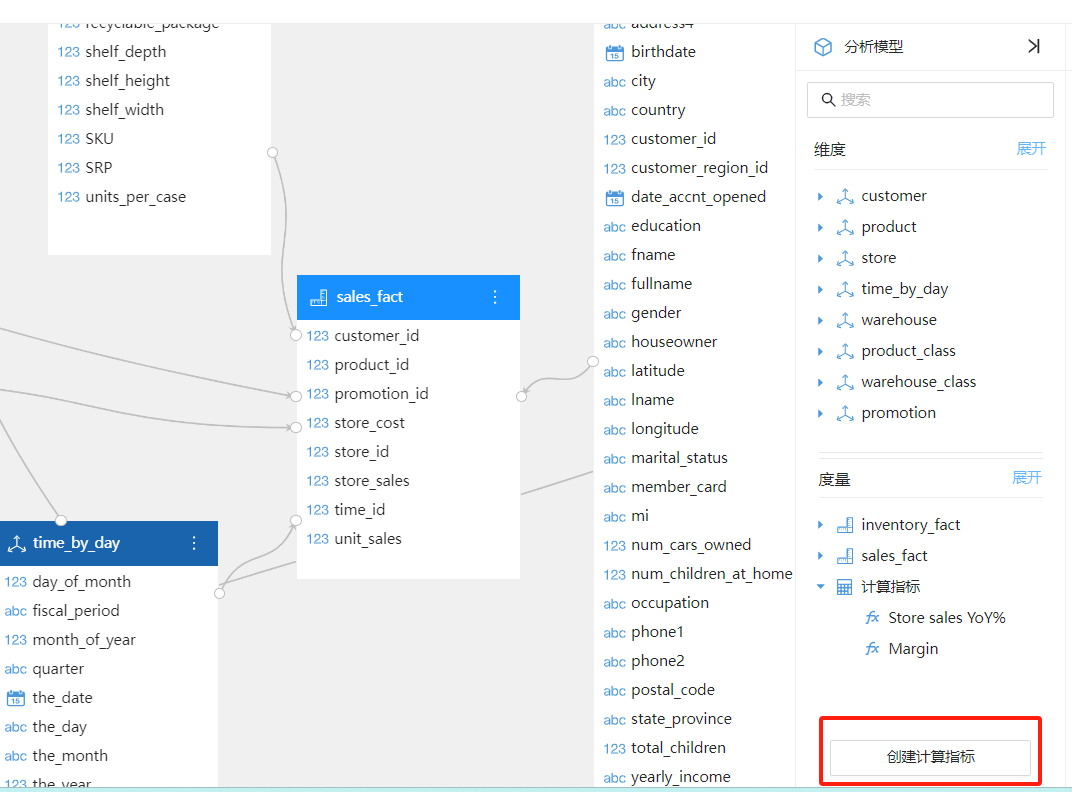 123 recyclable_package
123 shelf_depth
123 shelf_height
123 shelf_width
123 SKU
123 SRP
123 units_per_case
sales_fact
123 customer_id
123 product_id
123 promotion_id
123 store_cost
123 store_id
123 store_sales
123 time_id
123 unit_sales
time_by_day
123 day_of_month
abc fiscal_period
123 month_of_year
abc quarter
15 the_date
abc the_day
abc the_month
123 the_year
abc address4
15 birthdate
abc city
abc country
123 customer_id
123 customer_region_id
15 date_accnt_opened
abc education
abc fname
abc fullname
abc gender
abc houseowner
abc latitude
abc lname
abc longitude
abc marital_status
abc member_card
abc mi
123 num_cars_owned
123 num_children_at_home
abc occupation
abc phone1
abc phone2
abc postal_code
abc state_province
123 total_children
abc yearly_income
分析模型
搜索
维度 展开
customer
product
store
time_by_day
warehouse
product_class
warehouse_class
promotion
度量 展开
inventory_fact
sales_fact
计算指标
fx Store sales YoY%
fx Margin
创建计算指标